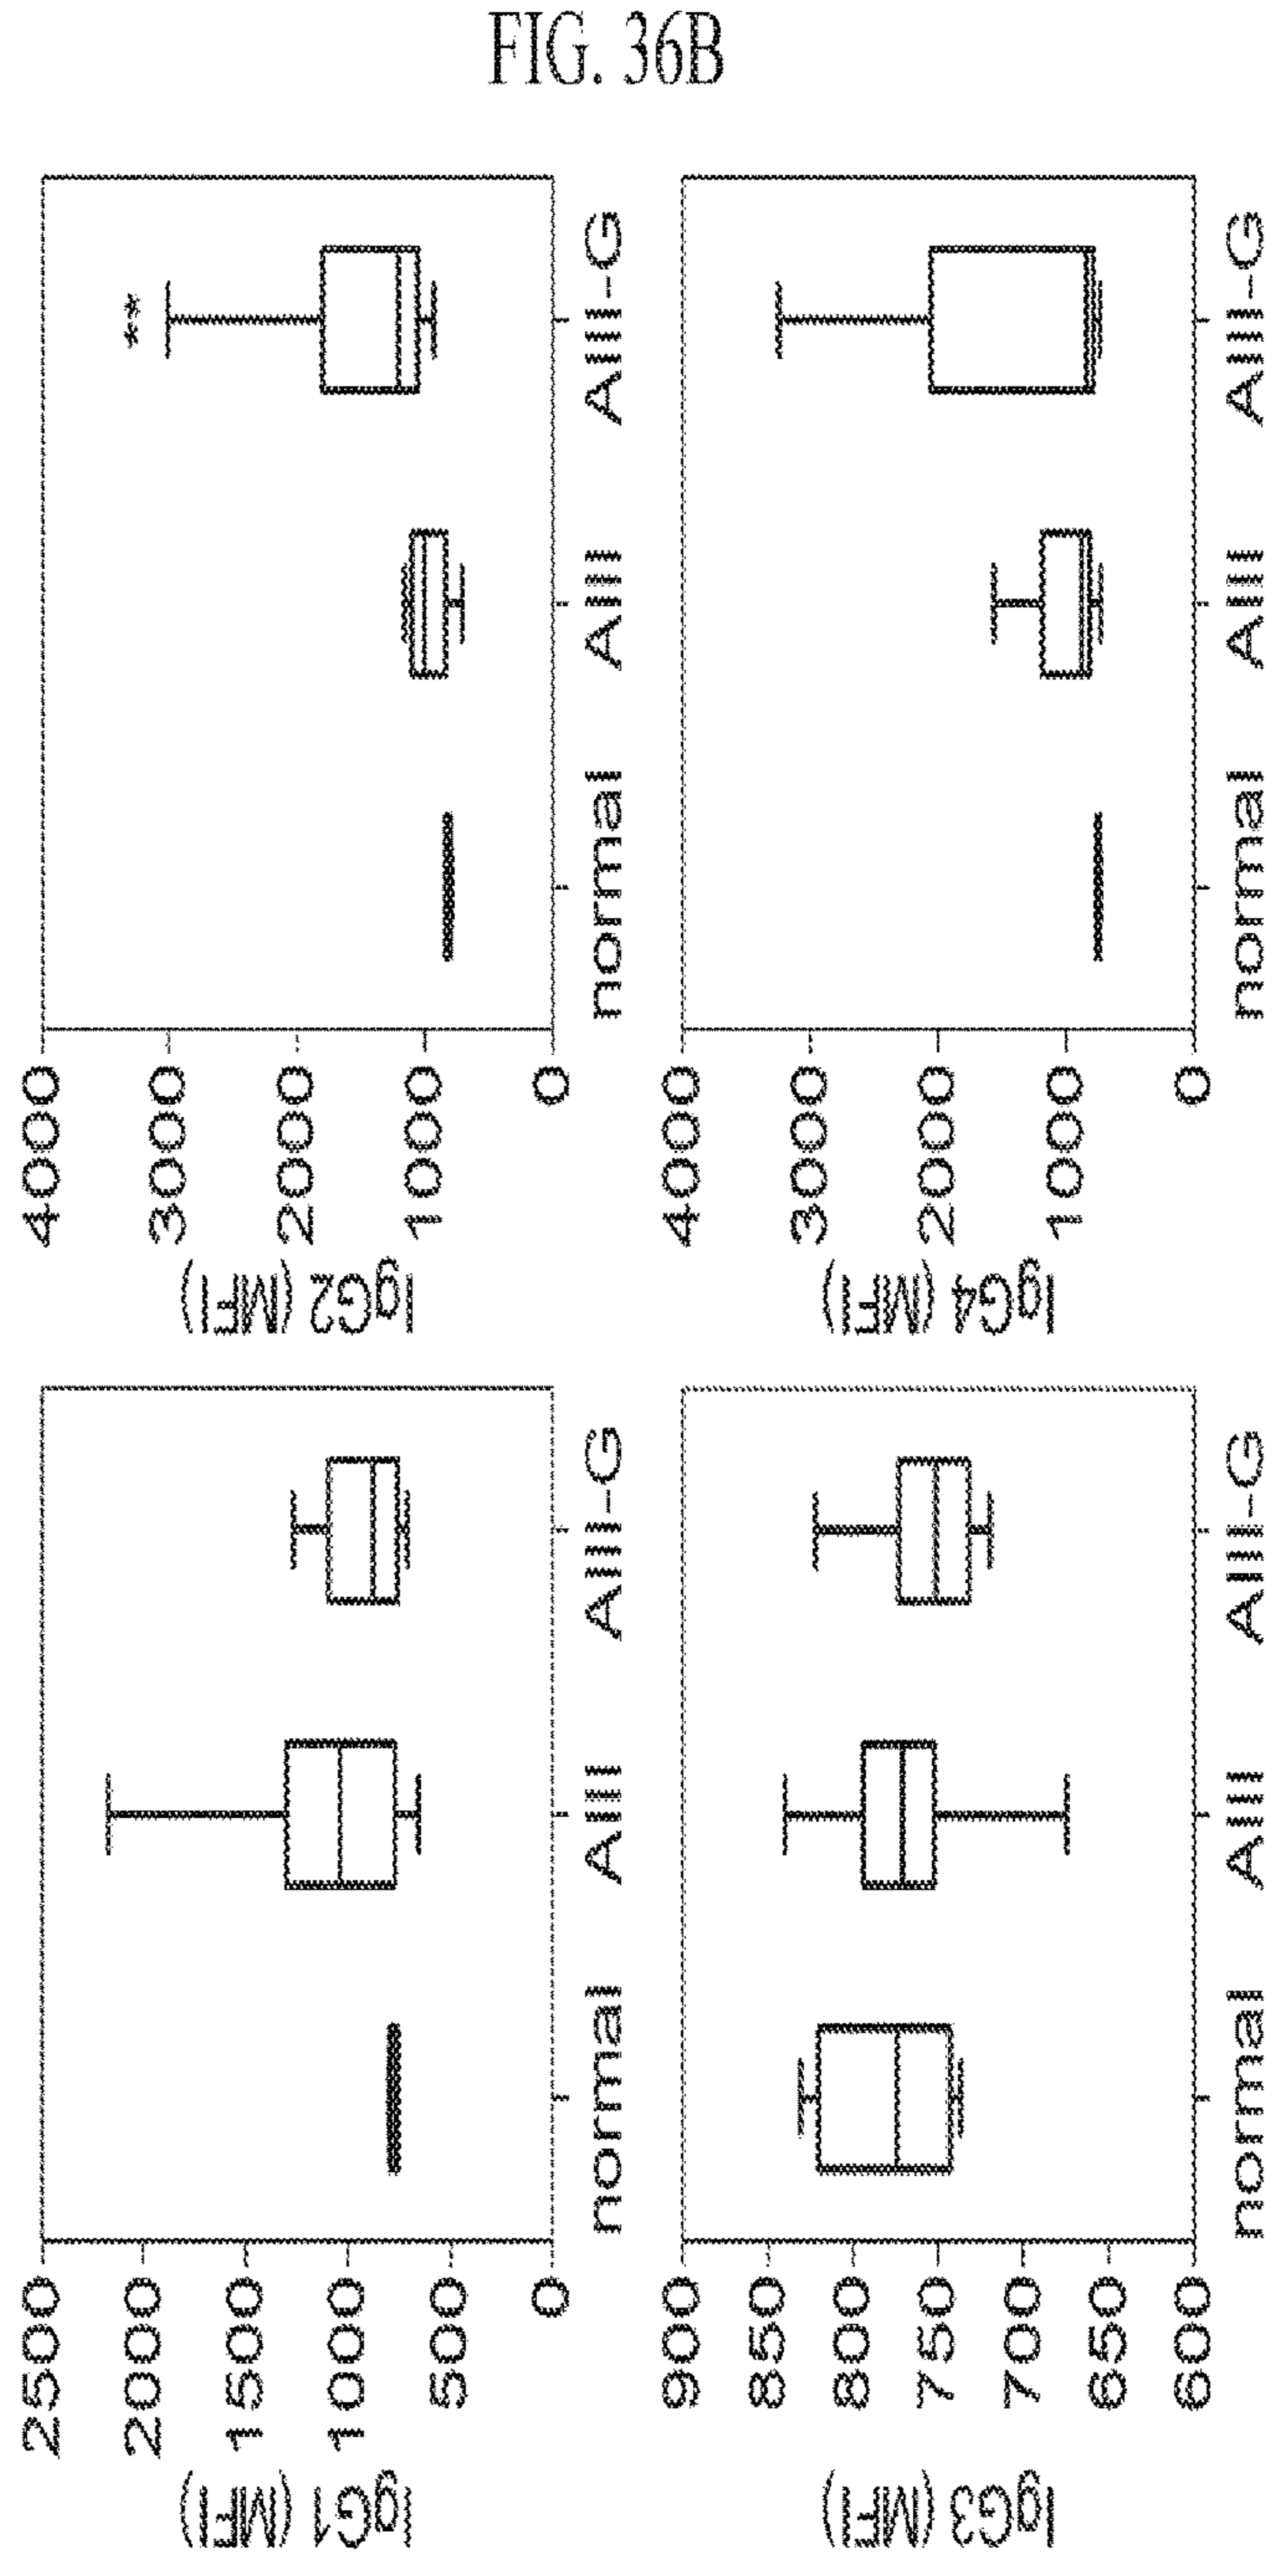 FIG. 36B
IgG1 (MFI)
2500
2000
1500
1000
500
0
normal
AIII
AIII-G
IgG2 (MFI)
4000
3000
2000
1000
0
normal
AIII
AIII-G
**
IgG3 (MFI)
900
850
800
750
700
650
600
normal
AIII
AIII-G
IgG4 (MFI)
4000
3000
2000
1000
0
normal
AIII
AIII-G